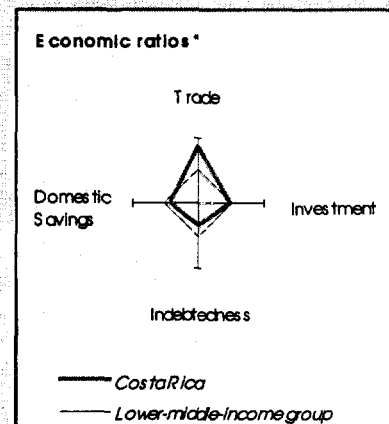 Economic ratios*
Trade
Domestic
Savings
Investment
Indebtedness
Costa Rica
Lower-middle-income group